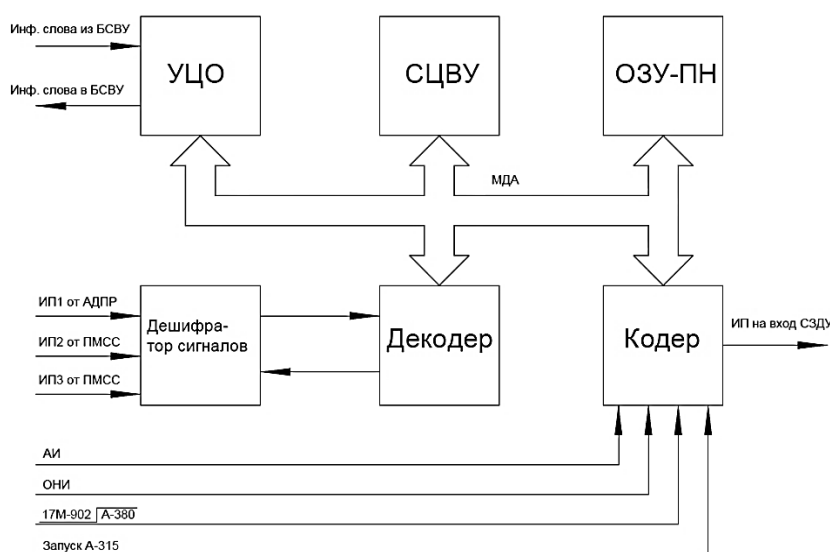 Инф. слова из БСВУ
УЦО
СЦВУ
ОЗУ-ПН
Инф. слова в БСВУ
МДА
ИП1 от АДПР
Дешифра-
тор сигналов
ИП2 от ПМСС
ИП3 от ПМСС
Декодер
Кодер
ИП на вход СЗДУ
АИ
ОНИ
17М-902 А-380
Запуск А-315